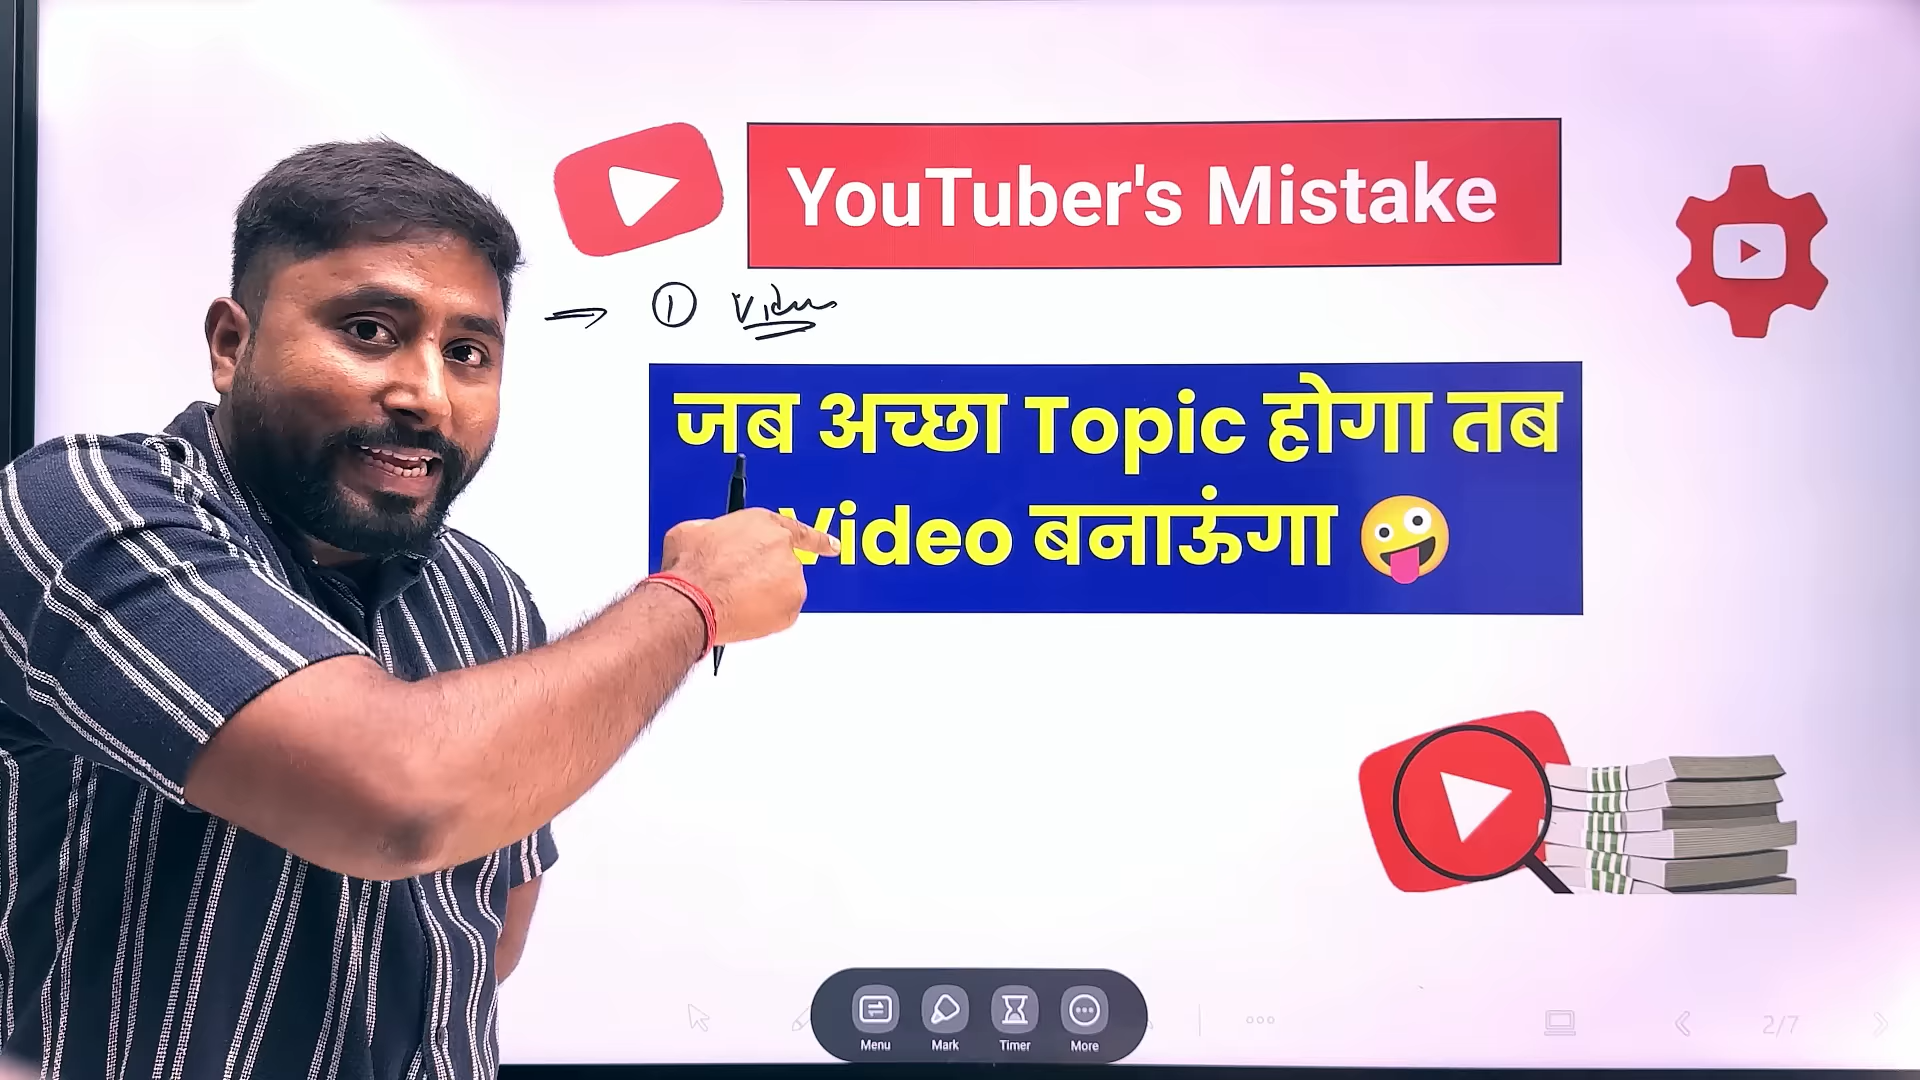 YouTuber's Mistake
→ ① Video
जब अच्छा Topic होगा तब
Video बनाऊंगा 🤪
Menu Mark Timer More
2/7